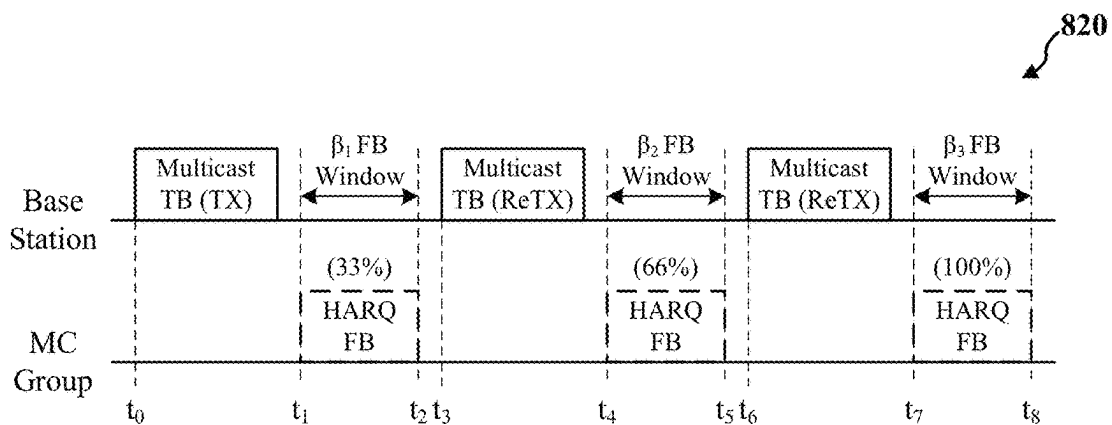 820
β₁ FB
Window
β₂ FB
Window
β₃ FB
Window
Multicast
TB (TX)
Multicast
TB (ReTX)
Multicast
TB (ReTX)
Base
Station
(33%)
(66%)
(100%)
HARQ
FB
HARQ
FB
HARQ
FB
MC
Group
t₀ t₁ t₂ t₃ t₄ t₅ t₆ t₇ t₈